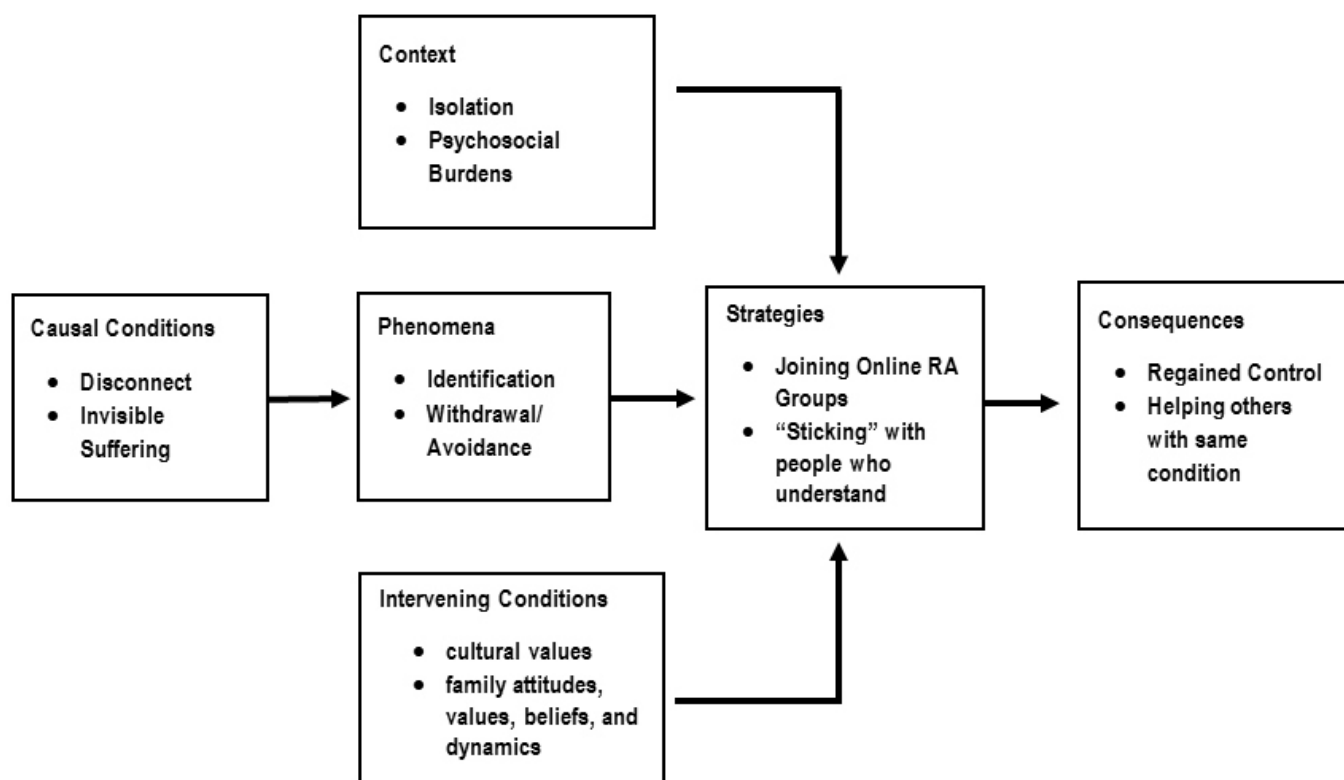 Context
• Isolation
• Psychosocial
Burdens
Causal Conditions
• Disconnect
• Invisible
Suffering
Phenomena
• Identification
• Withdrawal/
Avoidance
Strategies
• Joining Online RA
Groups
• “Sticking” with
people who
understand
Consequences
• Regained Control
• Helping others
with same
condition
Intervening Conditions
• cultural values
• family attitudes,
values, beliefs, and
dynamics